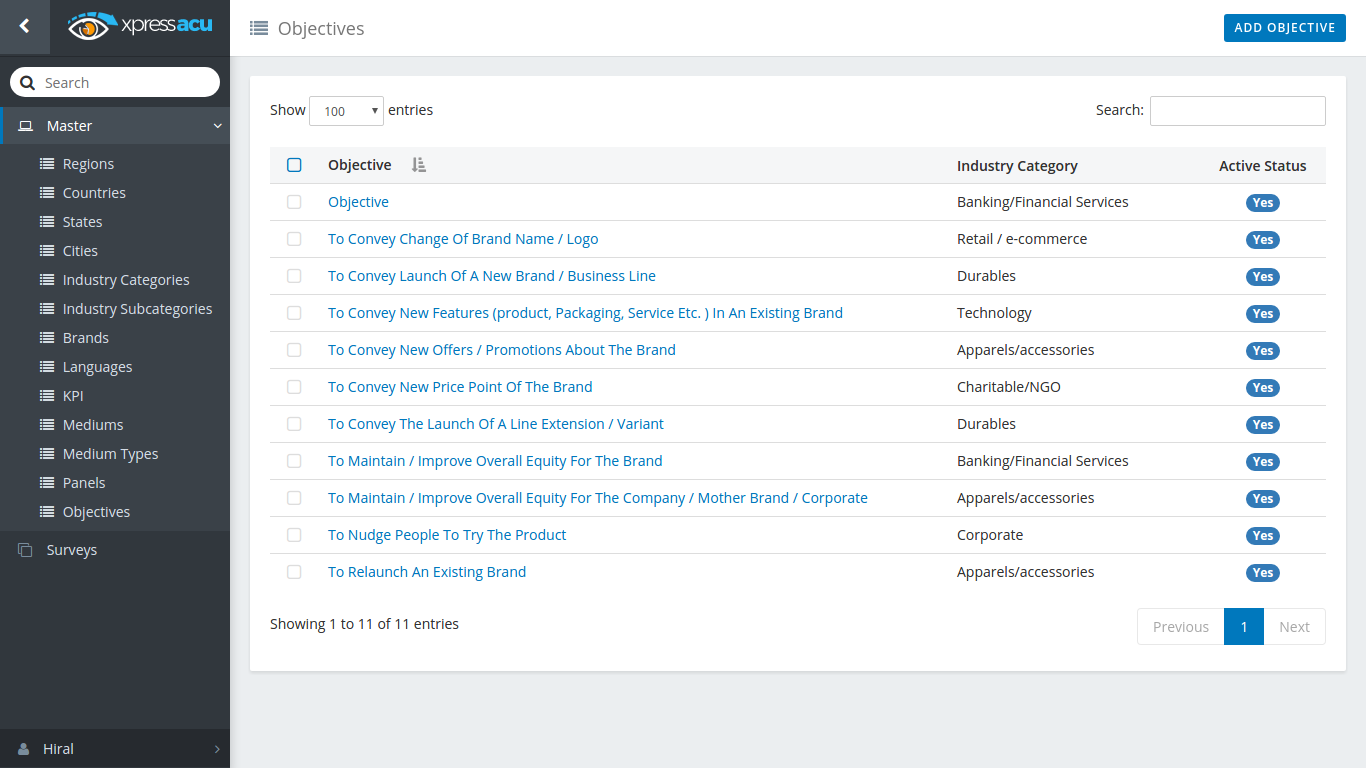 xpressacu
Objectives
ADD OBJECTIVE
Search
Master
Regions
Countries
States
Cities
Industry Categories
Industry Subcategories
Brands
Languages
KPI
Mediums
Medium Types
Panels
Objectives
Surveys
Hiral
Show 100 entries
Search:
Objective Industry Category Active Status
Objective Banking/Financial Services Yes
To Convey Change Of Brand Name / Logo Retail / e-commerce Yes
To Convey Launch Of A New Brand / Business Line Durables Yes
To Convey New Features (product, Packaging, Service Etc. ) In An Existing Brand Technology Yes
To Convey New Offers / Promotions About The Brand Apparels/accessories Yes
To Convey New Price Point Of The Brand Charitable/NGO Yes
To Convey The Launch Of A Line Extension / Variant Durables Yes
To Maintain / Improve Overall Equity For The Brand Banking/Financial Services Yes
To Maintain / Improve Overall Equity For The Company / Mother Brand / Corporate Apparels/accessories Yes
To Nudge People To Try The Product Corporate Yes
To Relaunch An Existing Brand Apparels/accessories Yes
Showing 1 to 11 of 11 entries
Previous 1 Next